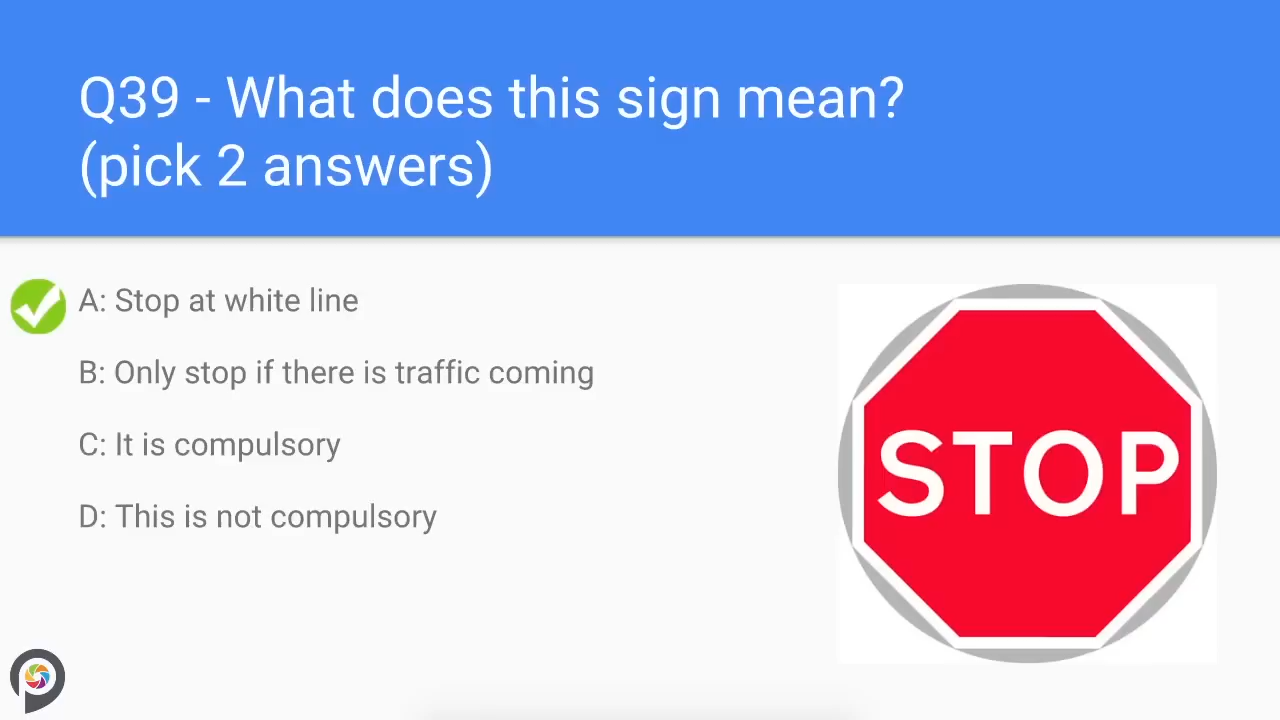 Q39 - What does this sign mean?
(pick 2 answers)
A: Stop at white line
B: Only stop if there is traffic coming
C: It is compulsory
D: This is not compulsory
STOP